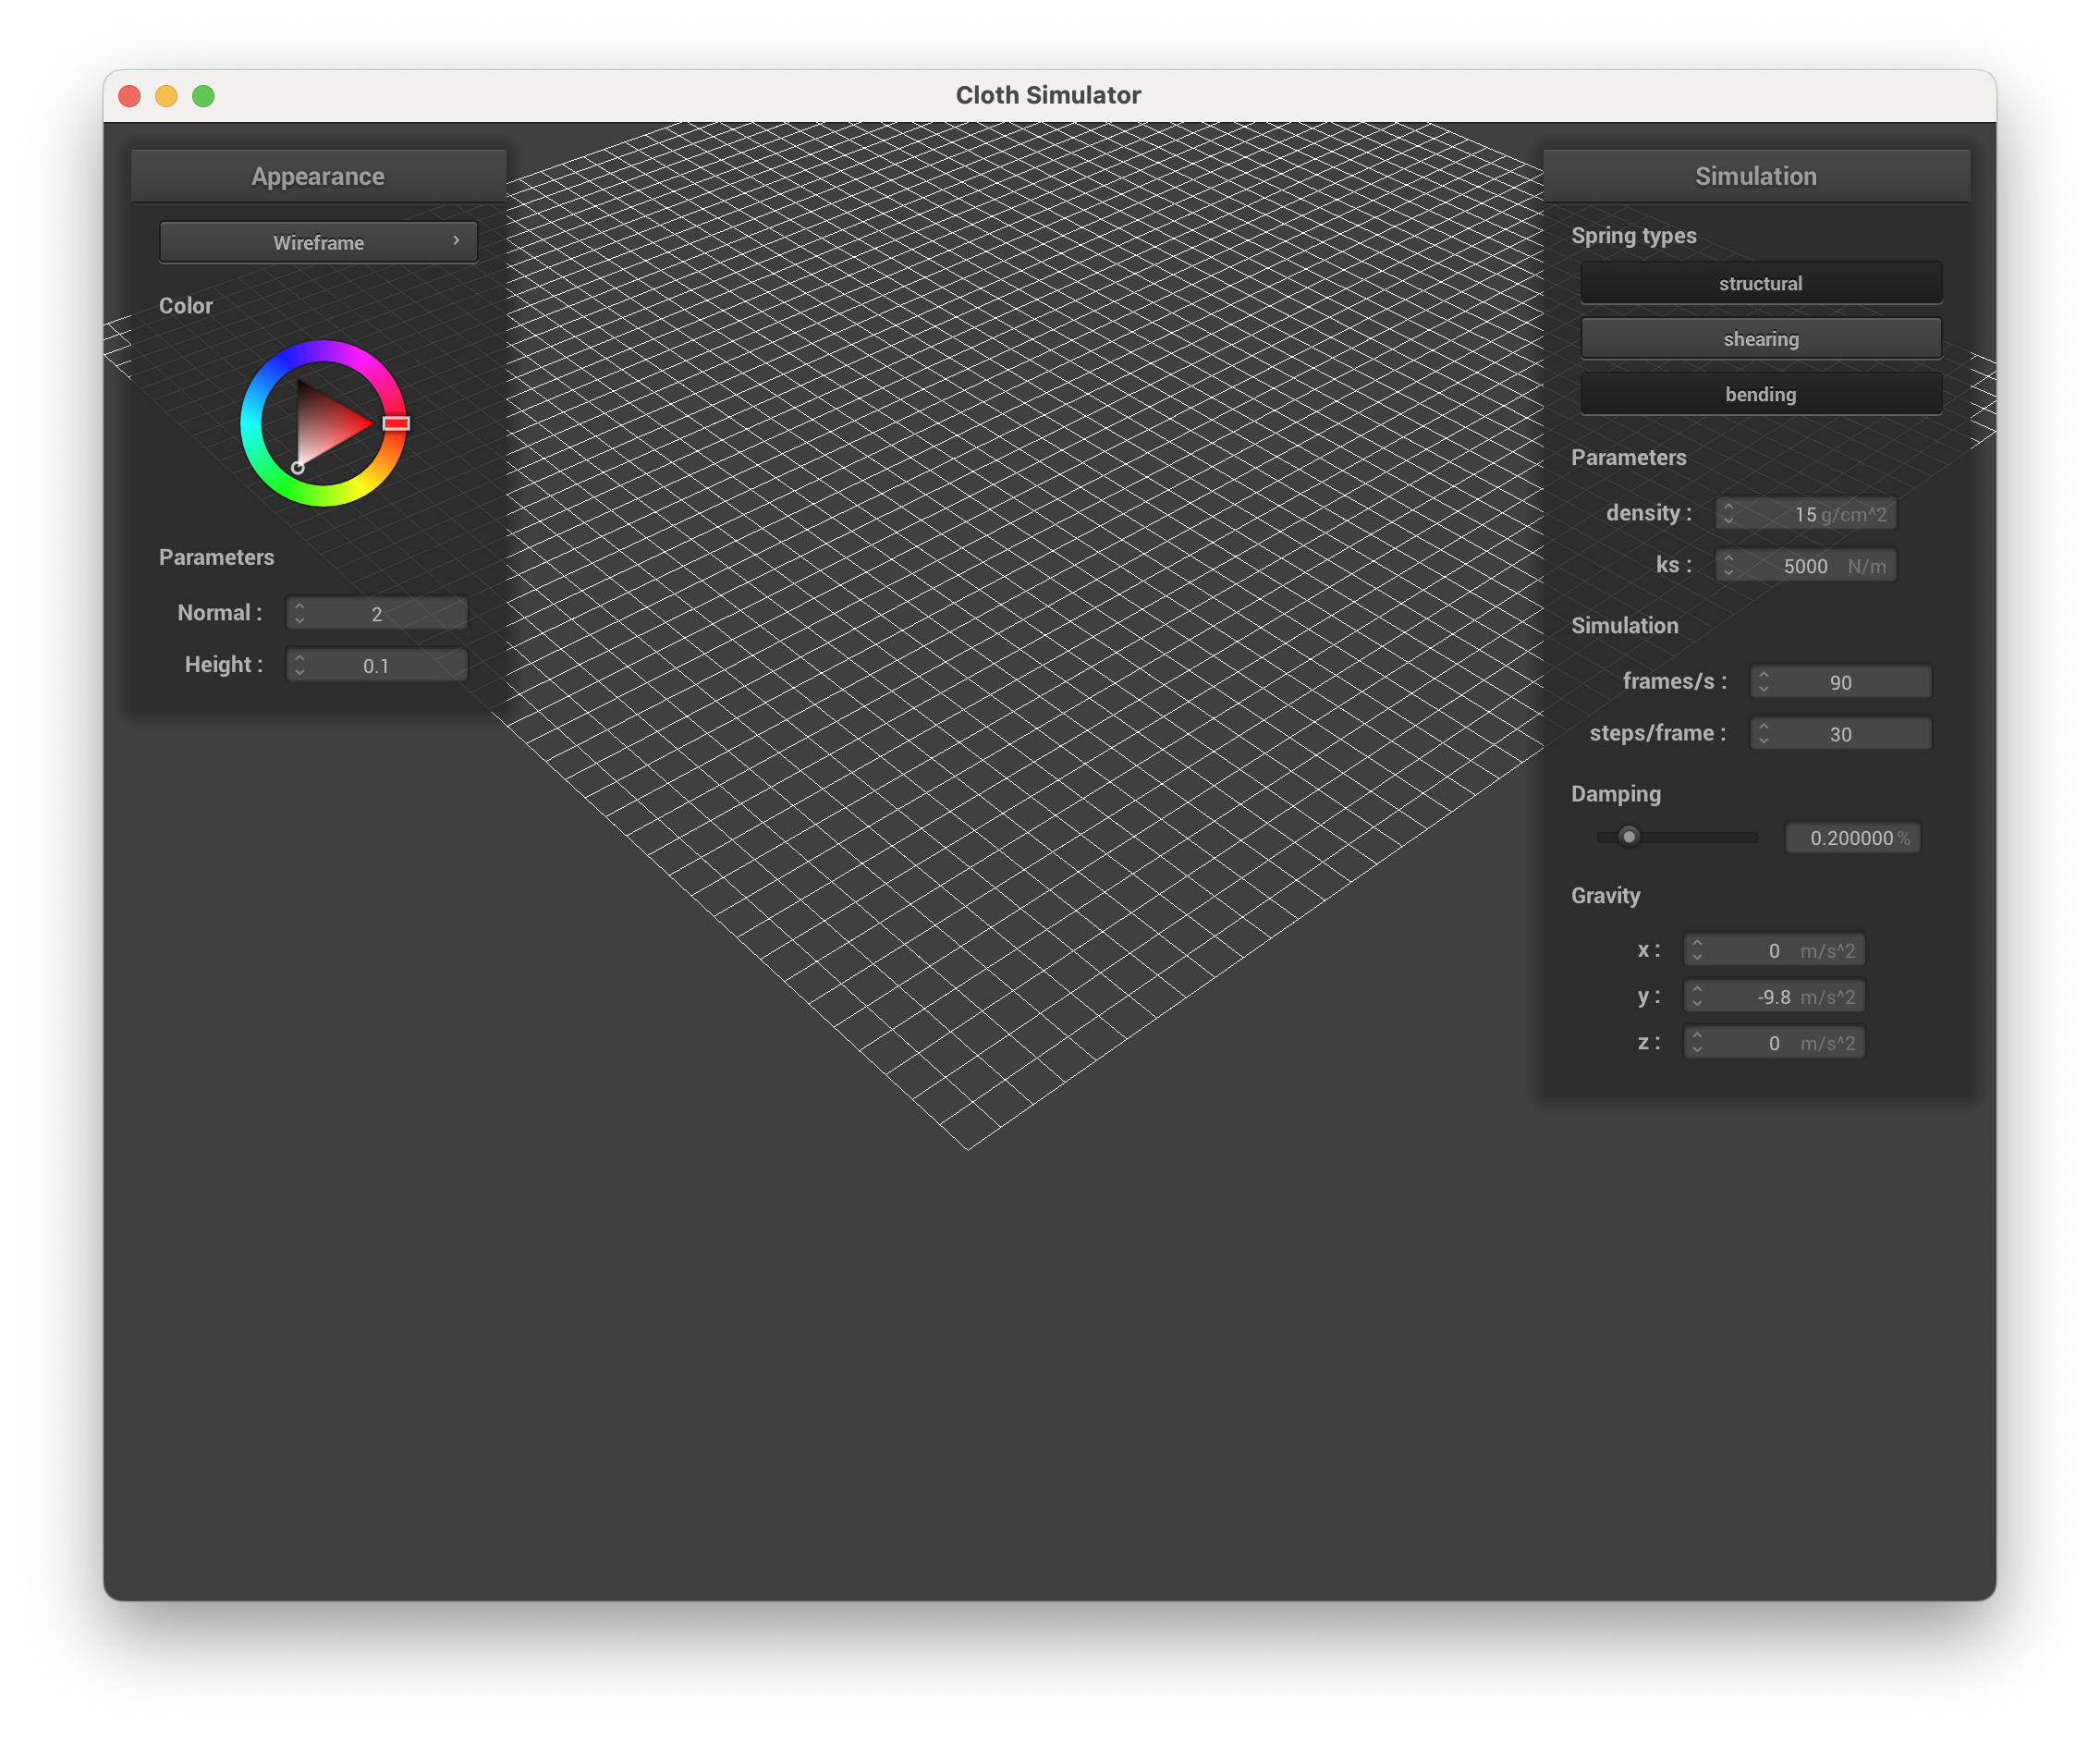 Cloth Simulator
Appearance
Wireframe
Color
Parameters
Normal : 2
Height : 0.1
Simulation
Spring types
structural
shearing
bending
Parameters
density : 15 g/cm^2
ks : 5000 N/m
Simulation
frames/s : 90
steps/frame : 30
Damping
0.200000 %
Gravity
x : 0 m/s^2
y : -9.8 m/s^2
z : 0 m/s^2